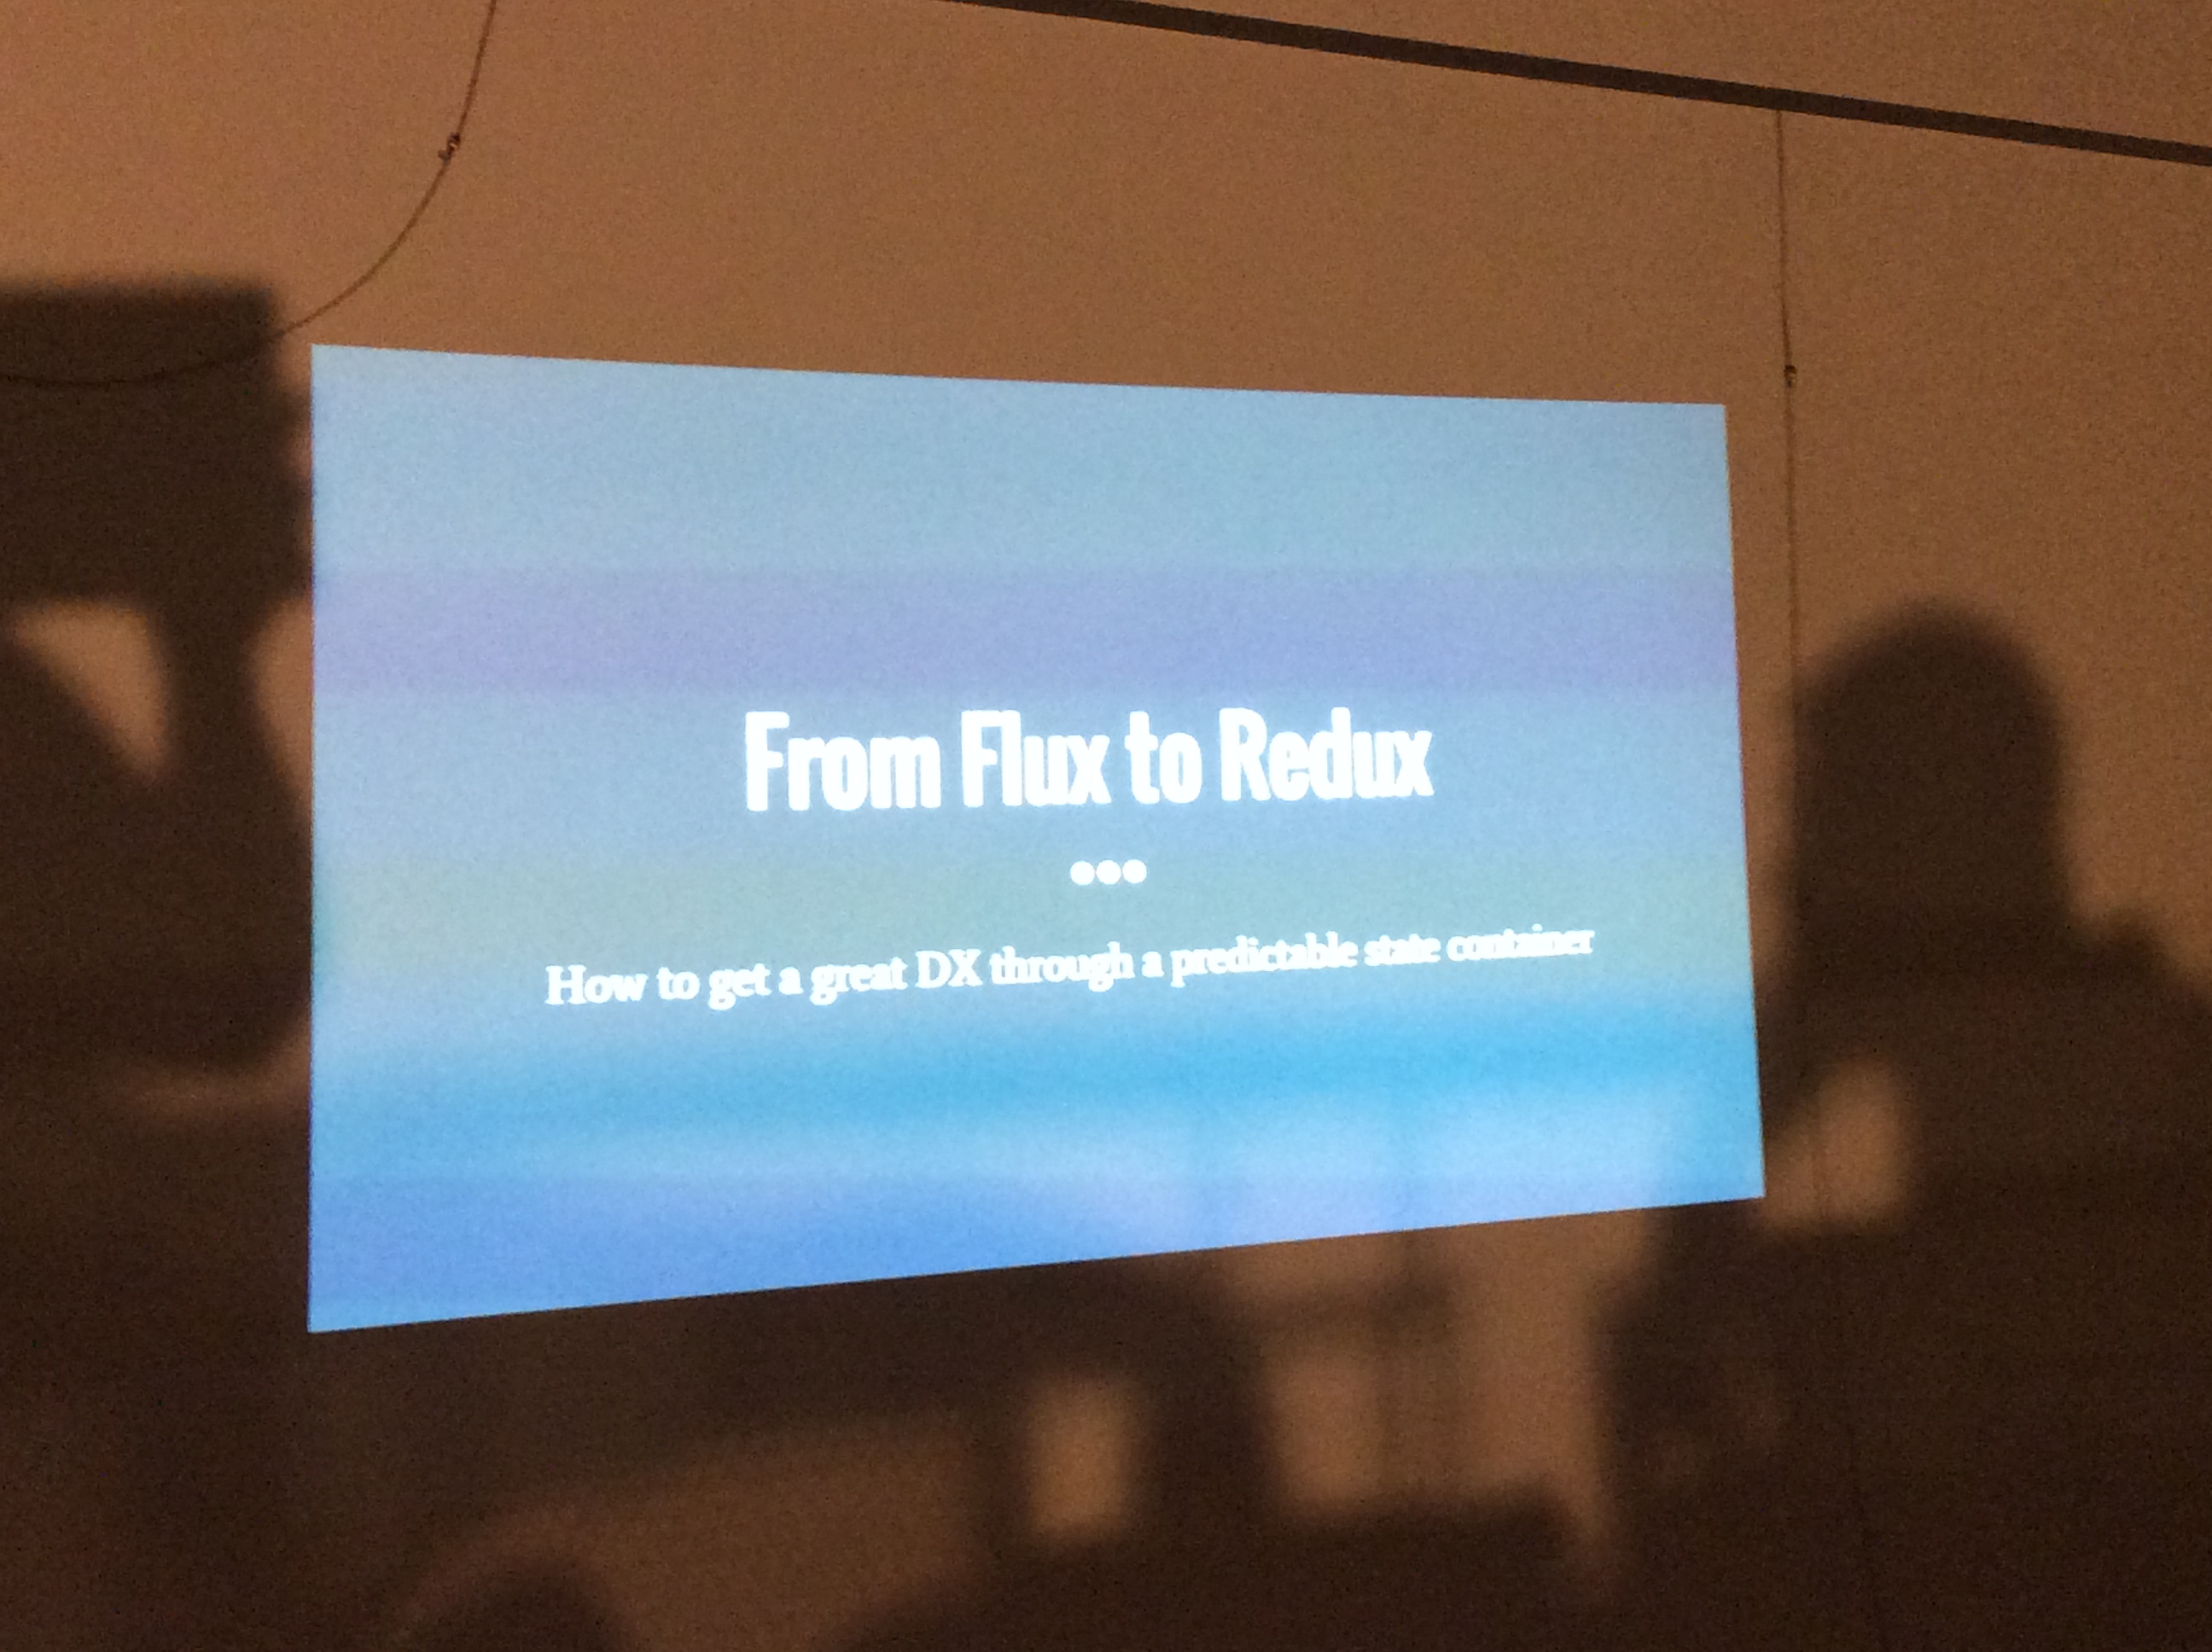 From Flux to Redux
How to get a great DX through a predictable state container